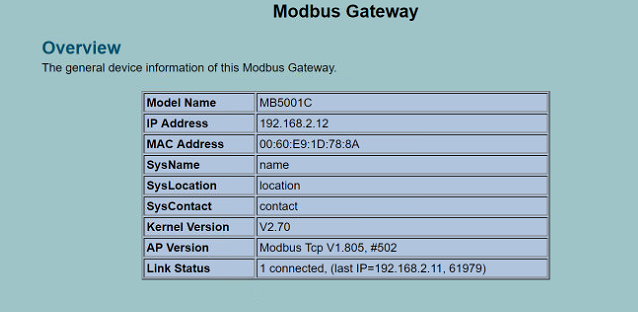 Modbus Gateway
Overview
The general device information of this Modbus Gateway.
Model Name MB5001C
IP Address 192.168.2.12
MAC Address 00:60:E9:1D:78:8A
SysName name
SysLocation location
SysContact contact
Kernel Version V2.70
AP Version Modbus Tcp V1.805, #502
Link Status 1 connected, (last IP=192.168.2.11, 61979)